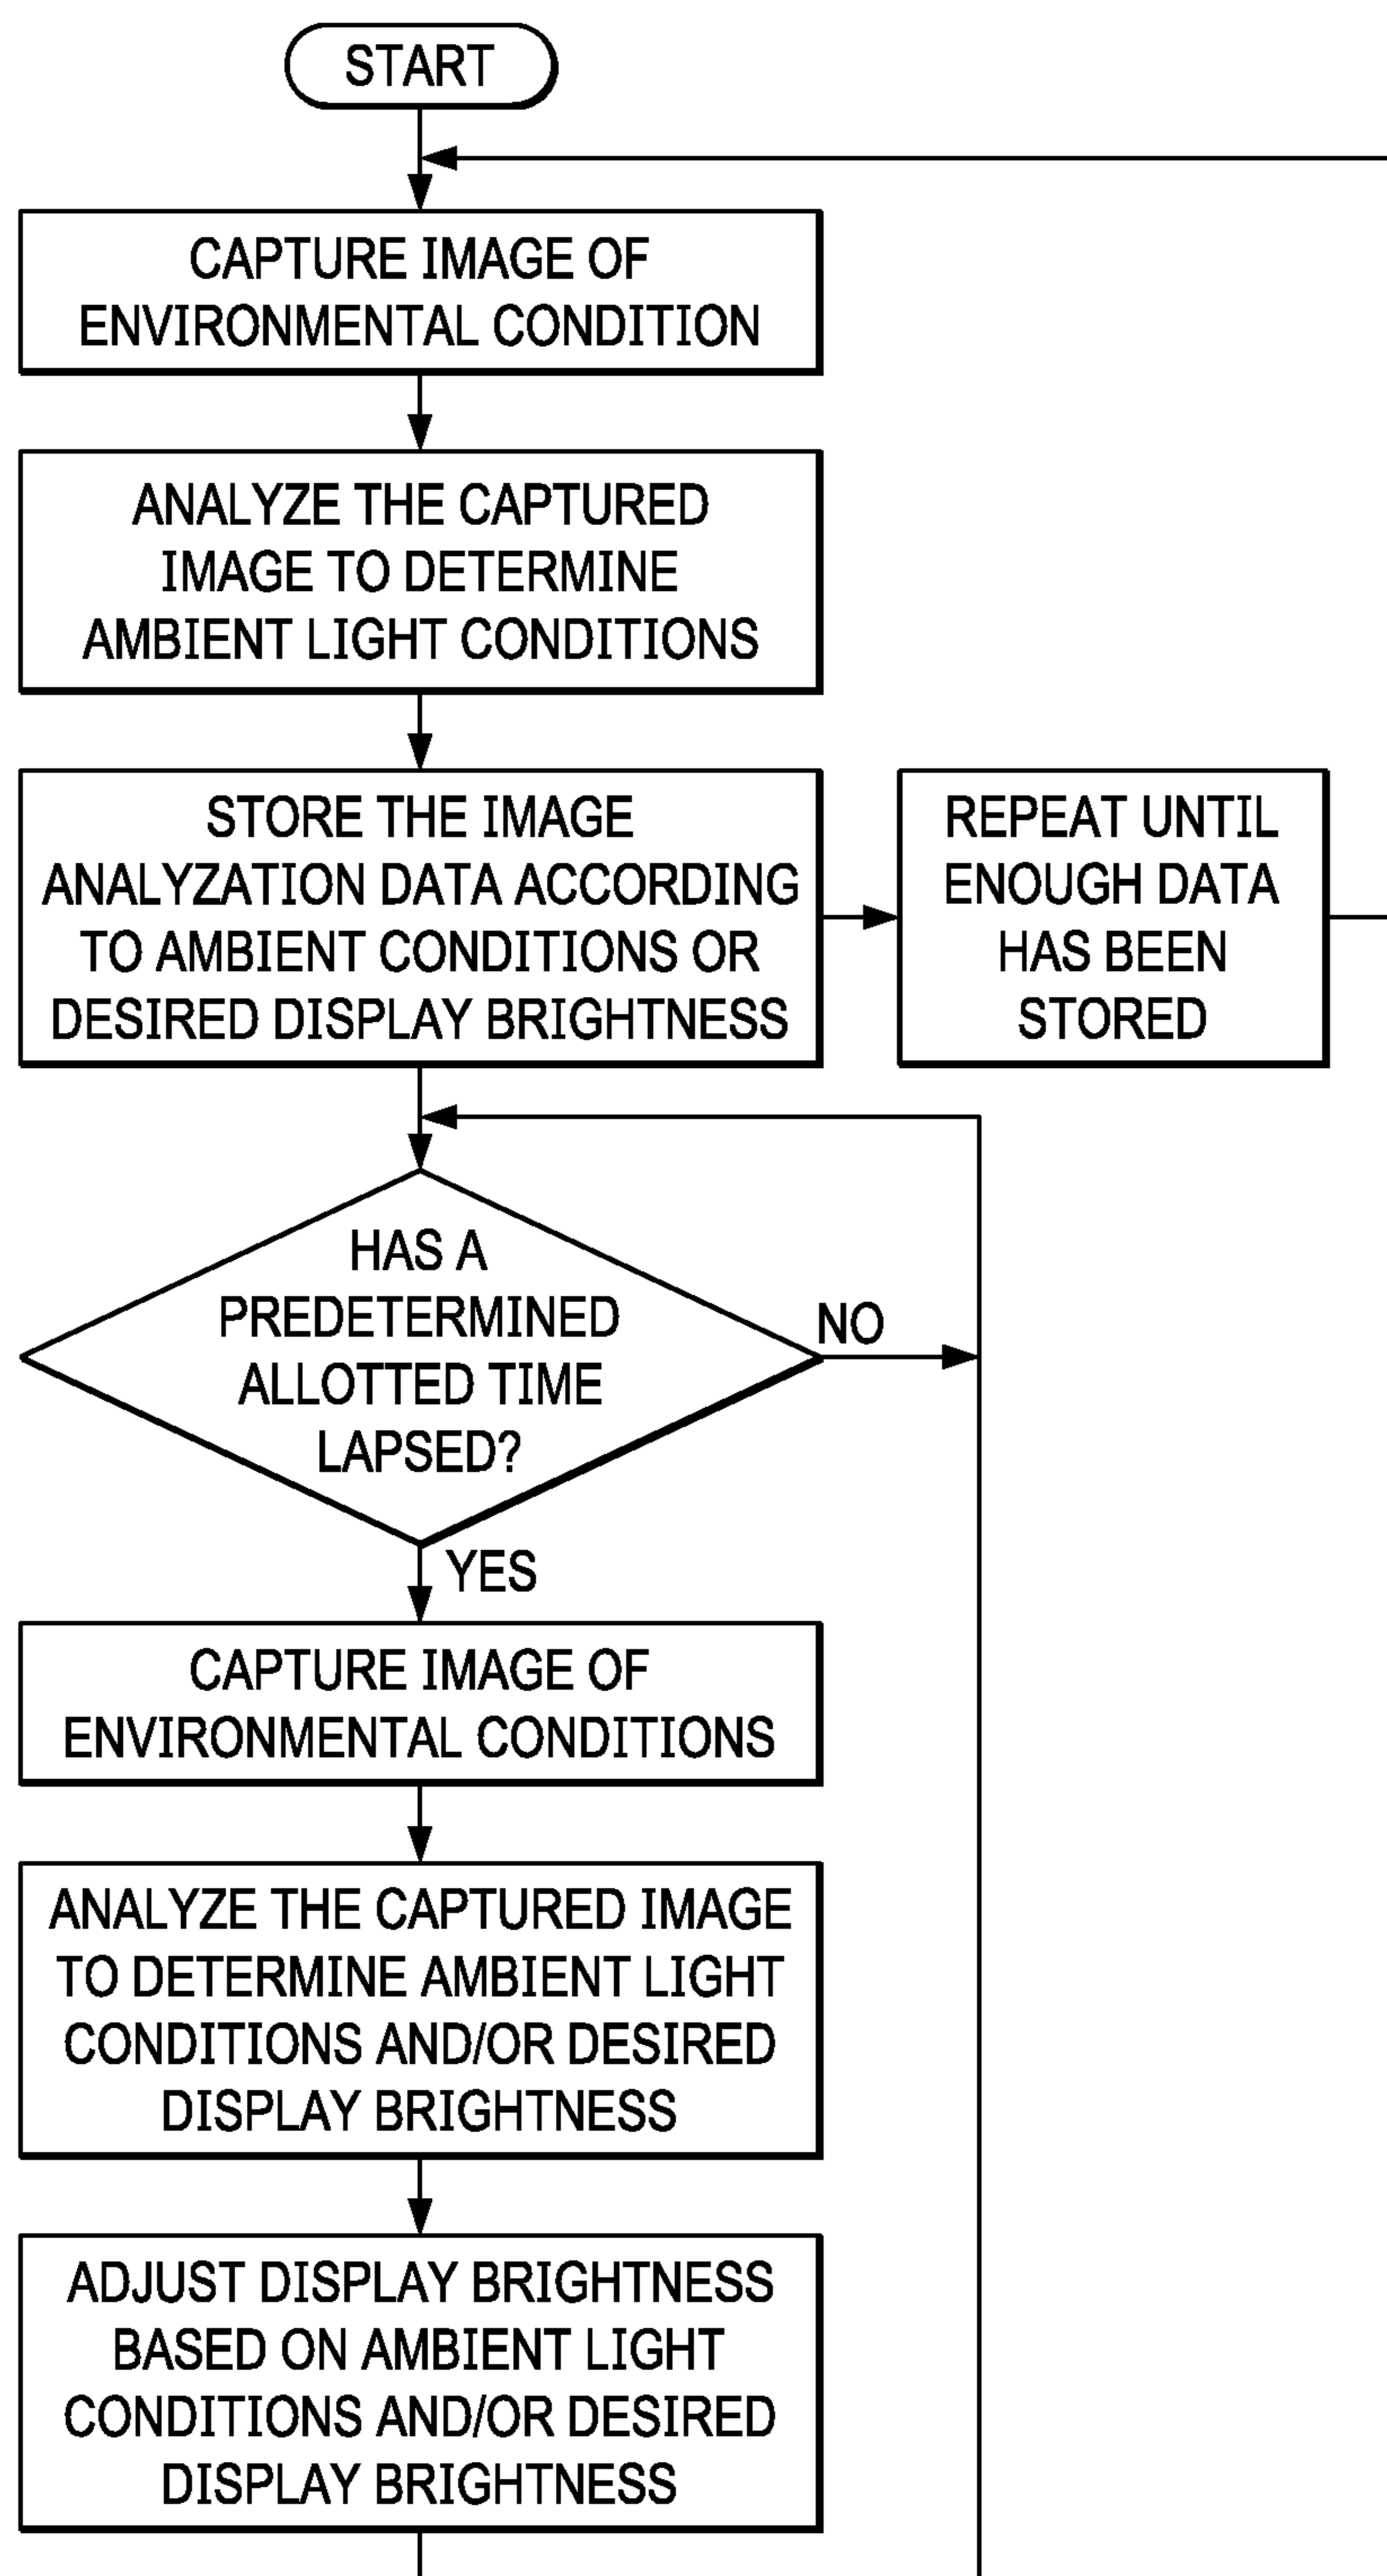 START
CAPTURE IMAGE OF
ENVIRONMENTAL CONDITION
ANALYZE THE CAPTURED
IMAGE TO DETERMINE
AMBIENT LIGHT CONDITIONS
STORE THE IMAGE
ANALYZATION DATA ACCORDING
TO AMBIENT CONDITIONS OR
DESIRED DISPLAY BRIGHTNESS
REPEAT UNTIL
ENOUGH DATA
HAS BEEN
STORED
HAS A
PREDETERMINED
ALLOTTED TIME
LAPSED?
NO
YES
CAPTURE IMAGE OF
ENVIRONMENTAL CONDITIONS
ANALYZE THE CAPTURED IMAGE
TO DETERMINE AMBIENT LIGHT
CONDITIONS AND/OR DESIRED
DISPLAY BRIGHTNESS
ADJUST DISPLAY BRIGHTNESS
BASED ON AMBIENT LIGHT
CONDITIONS AND/OR DESIRED
DISPLAY BRIGHTNESS